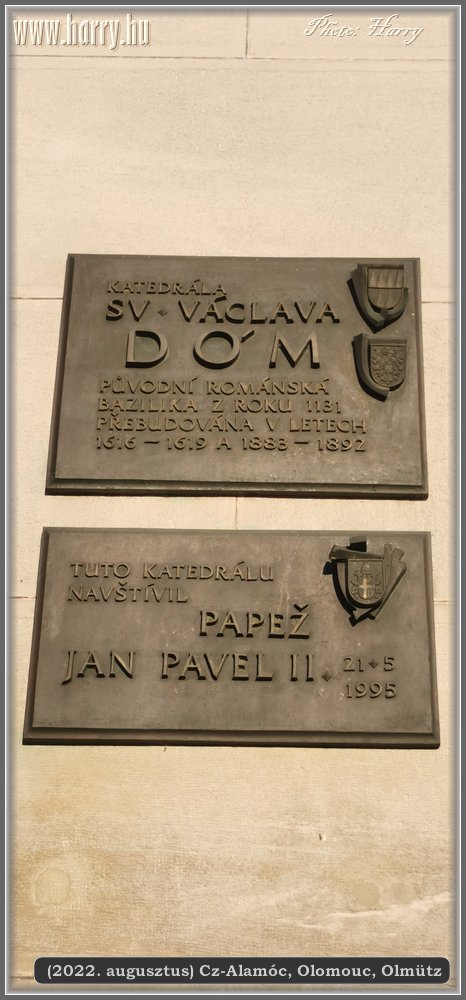 www.harry.hu
Photo: Harry
KATEDRÁLA
SV · VÁCLAVA
DÓM
PŮVODNÍ ROMÁNSKÁ
BAZILIKA Z ROKU 1131
PŘEBUDOVÁNA V LETECH
1616 – 1619 A 1883 – 1892
TUTO KATEDRÁLU
NAVŠTÍVIL
PAPEŽ
JAN PAVEL II. 21·5
1995
(2022. augusztus) Cz-Alamóc, Olomouc, Olmütz